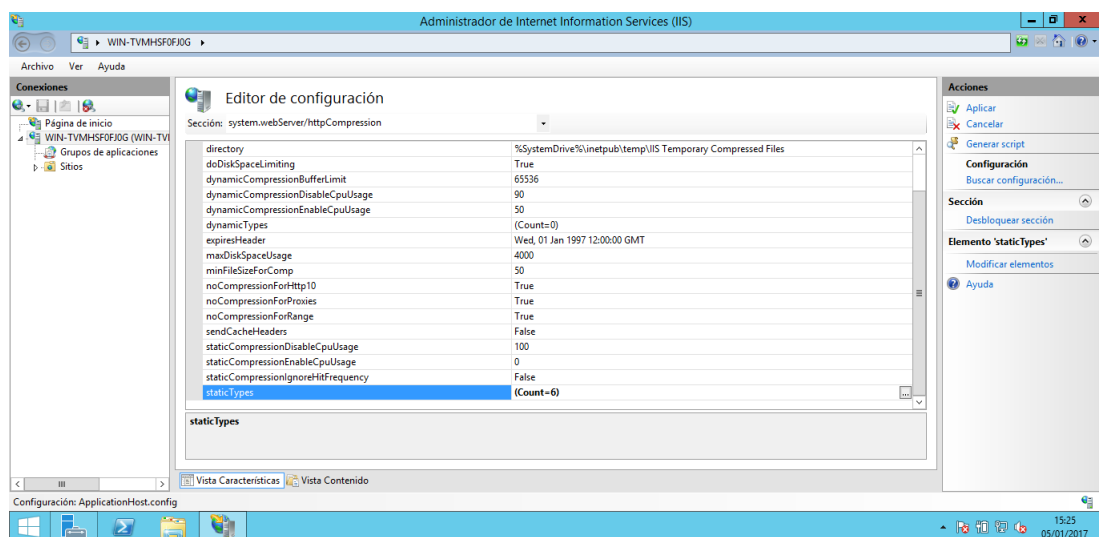 Administrador de Internet Information Services (IIS)
WIN-TVMHSF0FJ0G
Archivo Ver Ayuda
Conexiones
Página de inicio
WIN-TVMHSF0FJ0G (WIN-TVI
Grupos de aplicaciones
Sitios
Editor de configuración
Sección: system.webServer/httpCompression
directory %SystemDrive%\inetpub\temp\IIS Temporary Compressed Files
doDiskSpaceLimiting True
dynamicCompressionBufferLimit 65536
dynamicCompressionDisableCpuUsage 90
dynamicCompressionEnableCpuUsage 50
dynamicTypes (Count=0)
expiresHeader Wed, 01 Jan 1997 12:00:00 GMT
maxDiskSpaceUsage 4000
minFileSizeForComp 50
noCompressionForHttp10 True
noCompressionForProxies True
noCompressionForRange True
sendCacheHeaders False
staticCompressionDisableCpuUsage 100
staticCompressionEnableCpuUsage 0
staticCompressionIgnoreHitFrequency False
staticTypes (Count=6) ...
staticTypes
Vista Características Vista Contenido
Acciones
Aplicar
Cancelar
Generar script
Configuración
Buscar configuración...
Sección
Desbloquear sección
Elemento 'staticTypes'
Modificar elementos
Ayuda
Configuración: ApplicationHost.config
15:25
05/01/2017